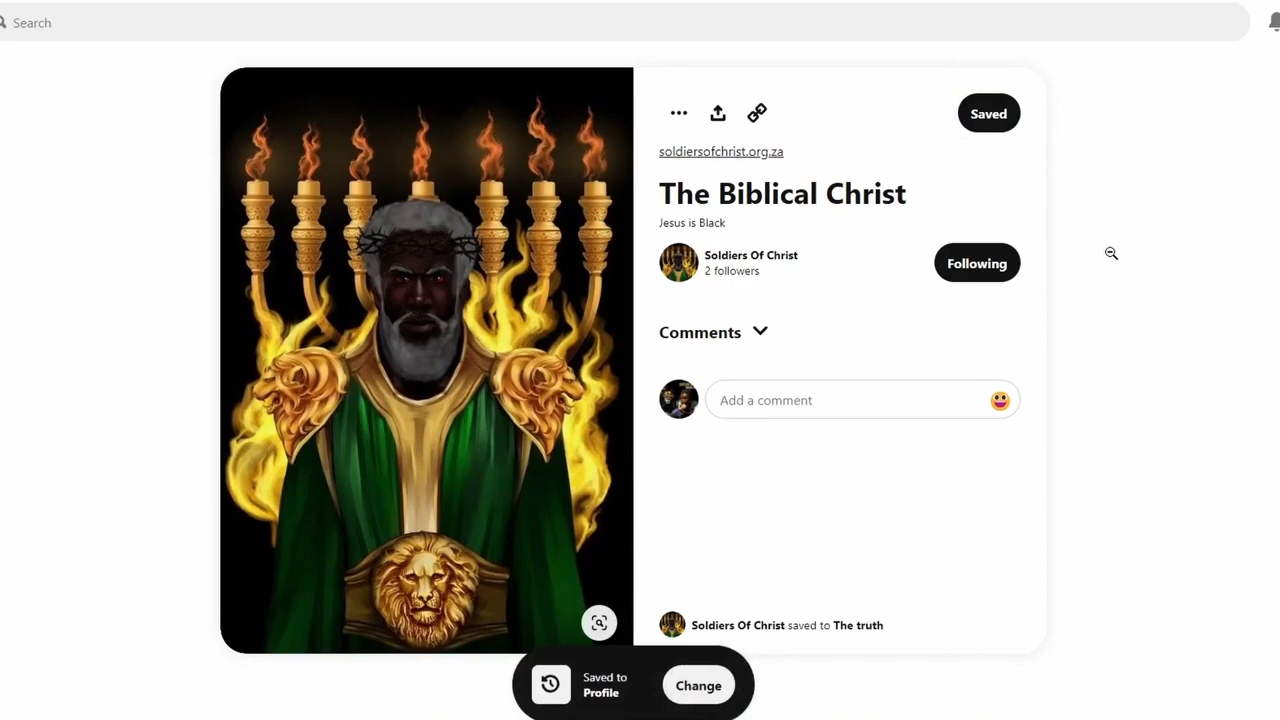 Search
Saved
soldiersofchrist.org.za
The Biblical Christ
Jesus is Black
Soldiers Of Christ
2 followers
Following
Comments
Add a comment
Soldiers Of Christ saved to The truth
Saved to
Profile
Change